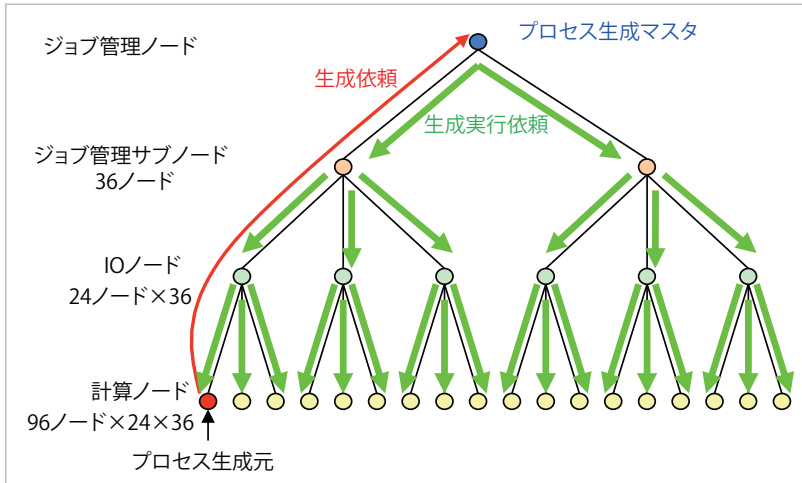 ジョブ管理ノード
プロセス生成マスタ
生成依頼
生成実行依頼
ジョブ管理サブノード
36ノード
IOノード
24ノード×36
計算ノード
96ノード×24×36
プロセス生成元